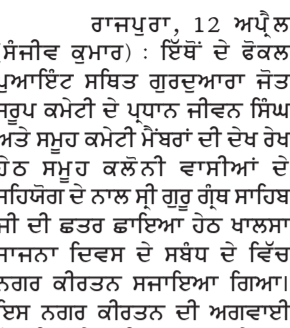 ਰਾਜਪੁਰਾ, 12 ਅਪ੍ਰੈਲ
(ਸੰਜੀਵ ਕੁਮਾਰ) : ਇੱਥੋਂ ਦੇ ਫੋਕਲ
ਪੁਆਇੰਟ ਸਥਿਤ ਗੁਰਦੁਆਰਾ ਜੋਤ
ਸਰੂਪ ਕਮੇਟੀ ਦੇ ਪ੍ਰਧਾਨ ਜੀਵਨ ਸਿੰਘ
ਅਤੇ ਸਮੂਹ ਕਮੇਟੀ ਮੈਂਬਰਾਂ ਦੀ ਦੇਖ ਰੇਖ
ਹੇਠ ਸਮੂਹ ਕਲੋਨੀ ਵਾਸੀਆਂ ਦੇ
ਸਹਿਯੋਗ ਦੇ ਨਾਲ ਸ੍ਰੀ ਗੁਰੂ ਗ੍ਰੰਥ ਸਾਹਿਬ
ਜੀ ਦੀ ਛਤਰ ਛਾਇਆ ਹੇਠ ਖਾਲਸਾ
ਸਾਜਨਾ ਦਿਵਸ ਦੇ ਸਬੰਧ ਦੇ ਵਿੱਚ
ਨਗਰ ਕੀਰਤਨ ਸਜਾਇਆ ਗਿਆ।
ਇਸ ਨਗਰ ਕੀਰਤਨ ਦੀ ਅਗਵਾਈ